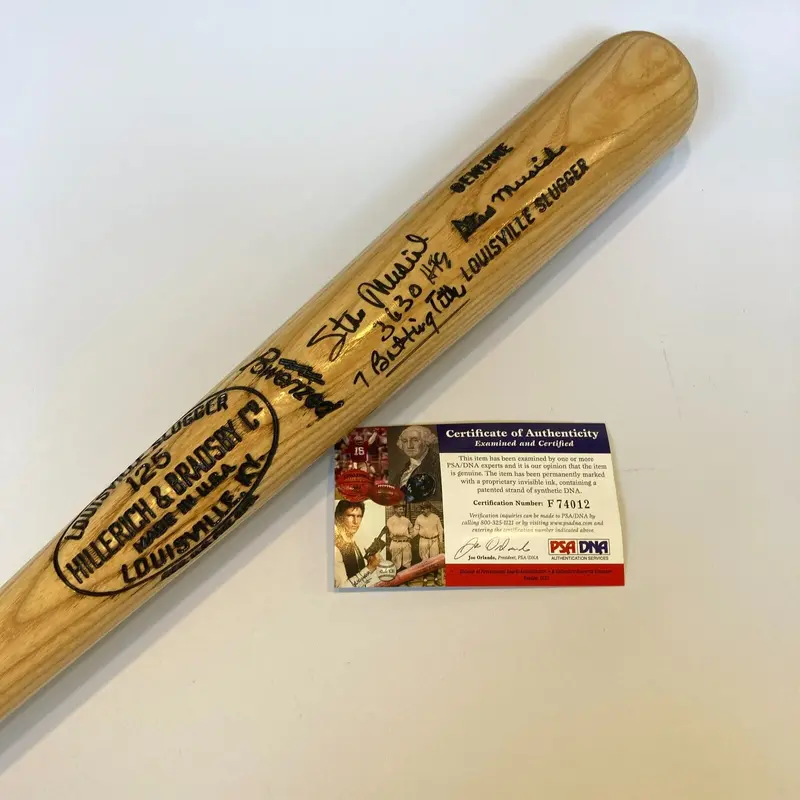 GENUINE
Stan Musial
LOUISVILLE SLUGGER
Stan Musial
3630 Hits
7 Batting Titles
Powerized
LOUISVILLE SLUGGER
125
HILLERICH & BRADSBY Co
MADE IN U.S.A.
LOUISVILLE, KY.
Certificate of Authenticity
Examined and Certified
This item has been examined by one or more
PSA/DNA experts and it is our opinion that the item
is genuine. The item has been permanently marked
with a proprietary invisible ink, containing a
patented strand of synthetic DNA.
Certification Number: F74012
Verification inquiries can be made to PSA/DNA by
calling 800-325-1121 or by visiting www.psadna.com and
entering the certification number indicated above.
Joe Orlando
Joe Orlando, President, PSA/DNA
PSA DNA
AUTHENTICATION SERVICES
15